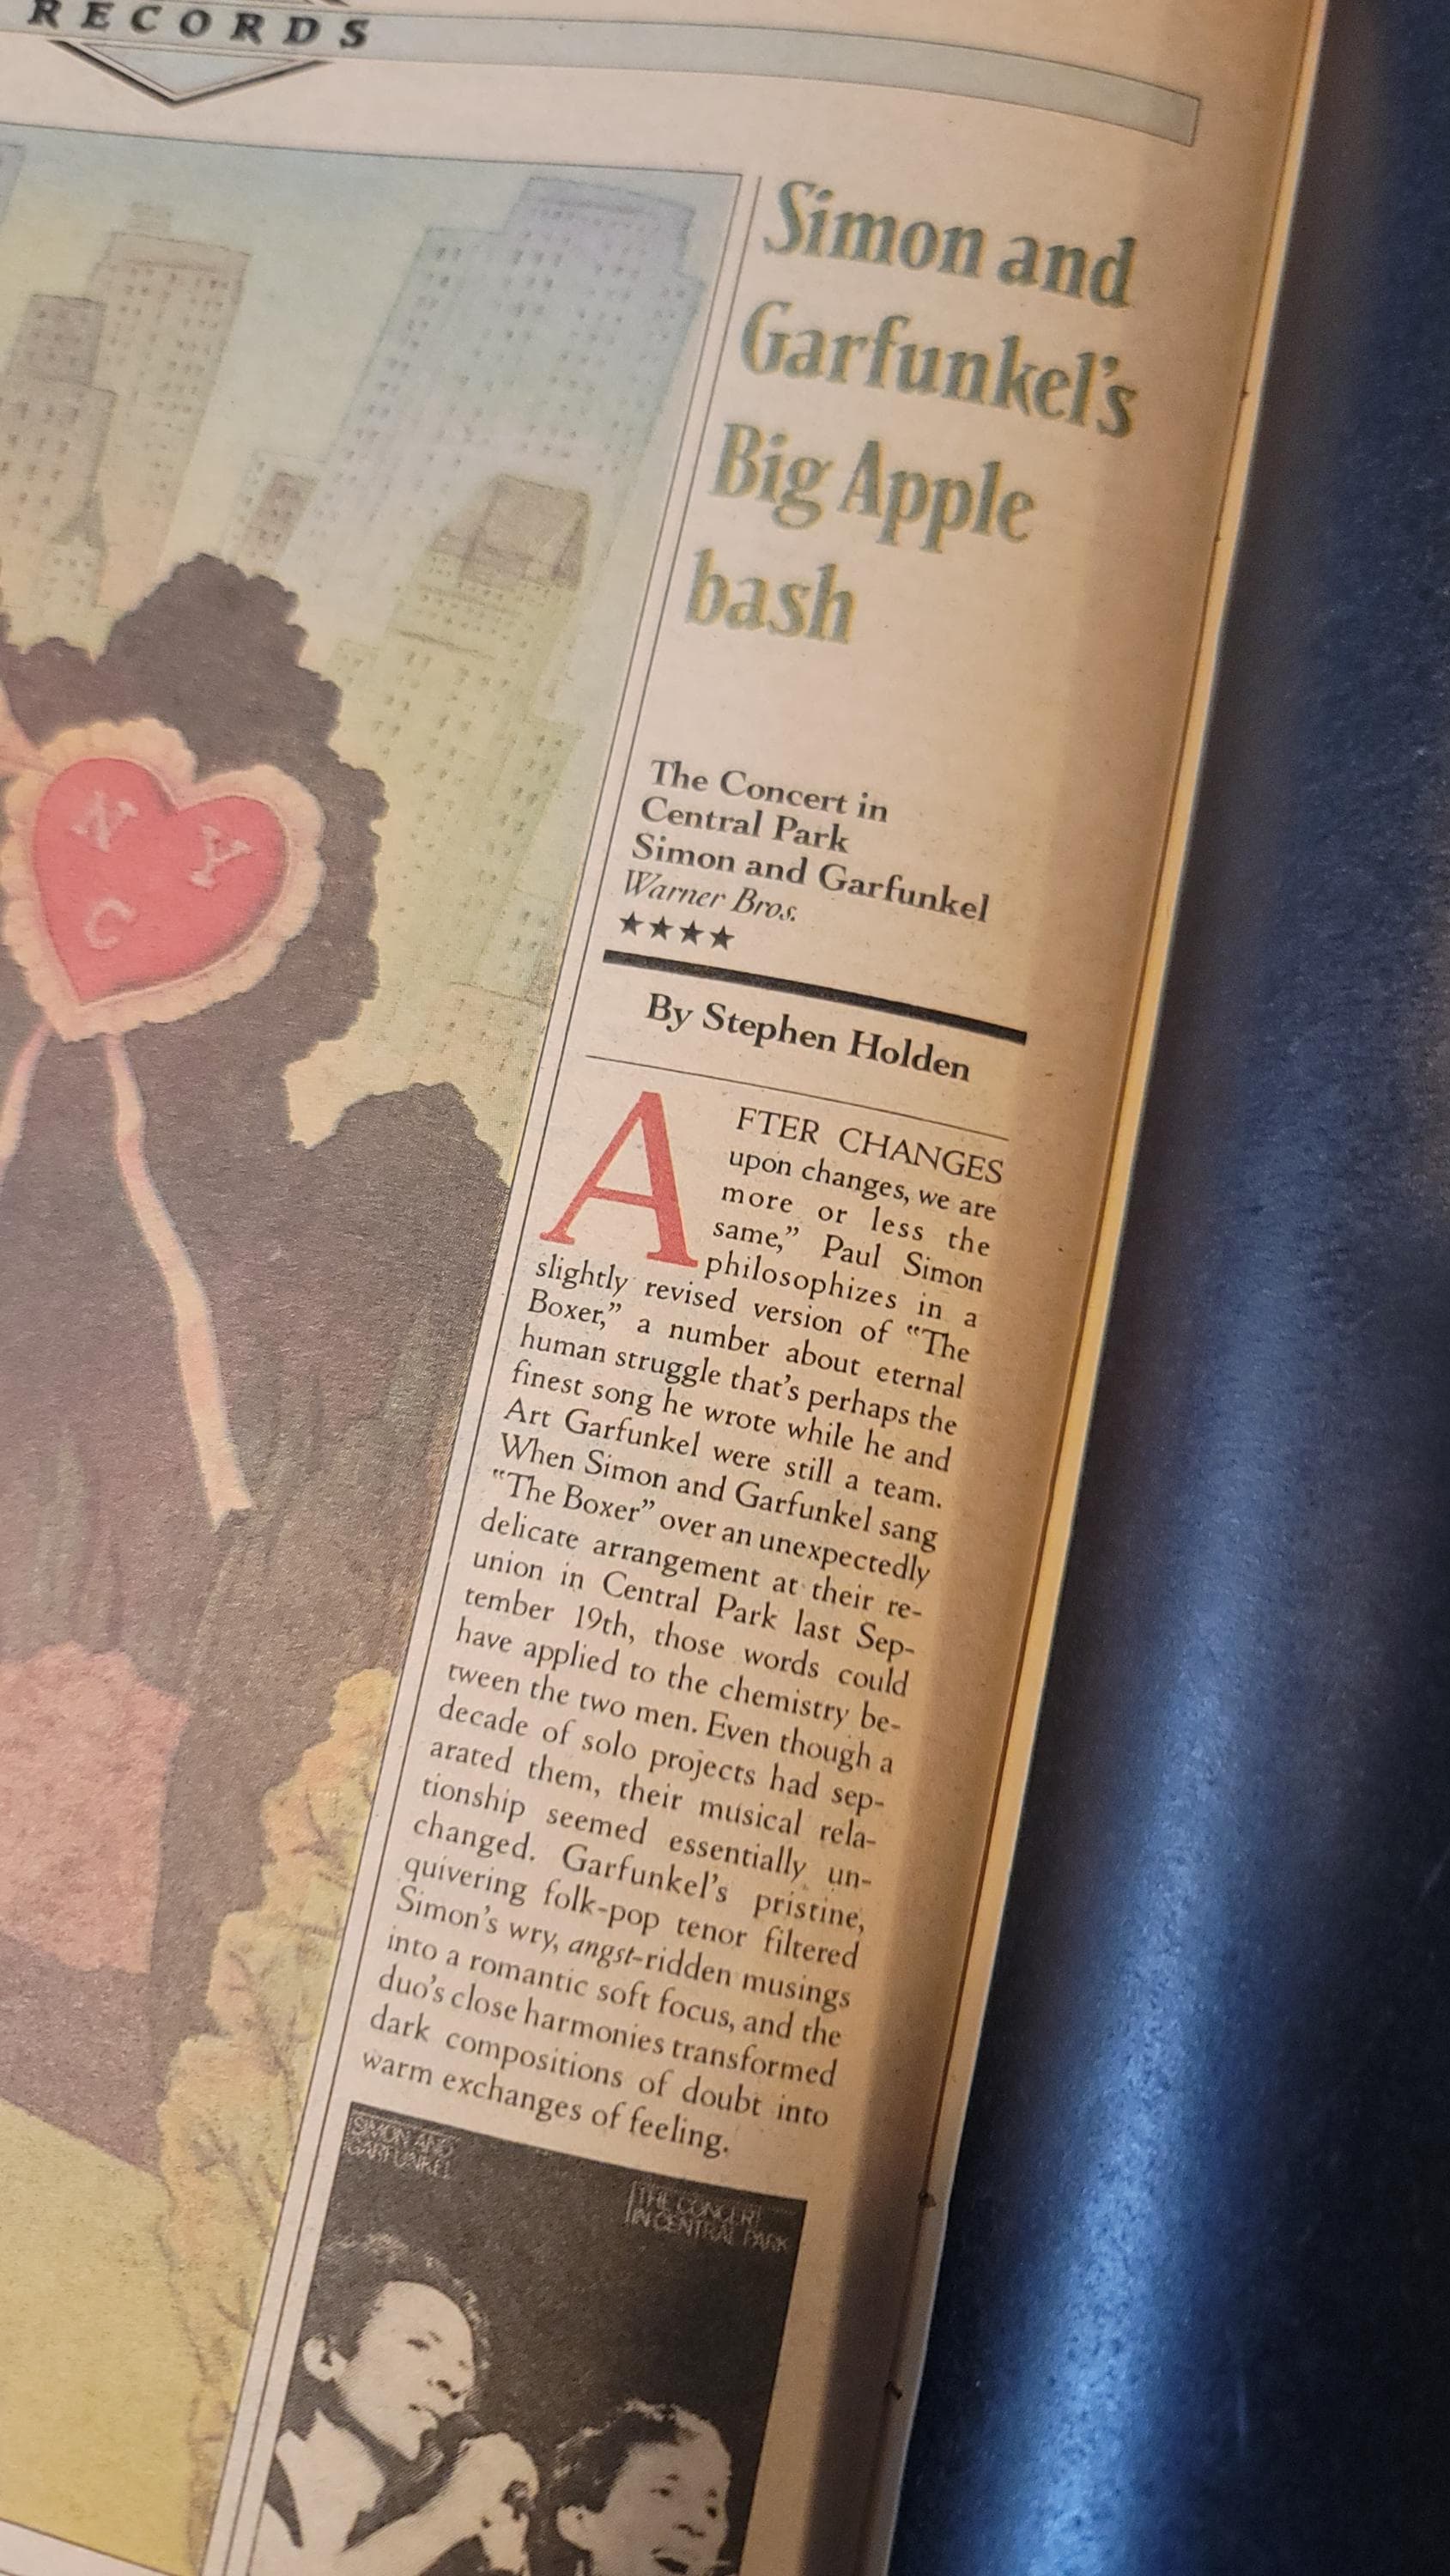 RECORDS
Simon and
Garfunkel's
Big Apple
bash
The Concert in
Central Park
Simon and Garfunkel
Warner Bros.
★★★★
By Stephen Holden
AFTER CHANGES
upon changes, we are
more or less the
same,” Paul Simon
philosophizes in a
slightly revised version of “The
Boxer,” a number about eternal
human struggle that's perhaps the
finest song he wrote while he and
Art Garfunkel were still a team.
When Simon and Garfunkel sang
“The Boxer” over an unexpectedly
delicate arrangement at their re-
union in Central Park last Sep-
tember 19th, those words could
have applied to the chemistry be-
tween the two men. Even though a
decade of solo projects had sep-
arated them, their musical rela-
tionship seemed essentially un-
changed. Garfunkel's pristine,
quivering folk-pop tenor filtered
Simon's wry, angst-ridden musings
into a romantic soft focus, and the
duo's close harmonies transformed
dark compositions of doubt into
warm exchanges of feeling.
N Y
C
SIMON AND
GARFUNKEL
THE CONCERT
IN CENTRAL PARK